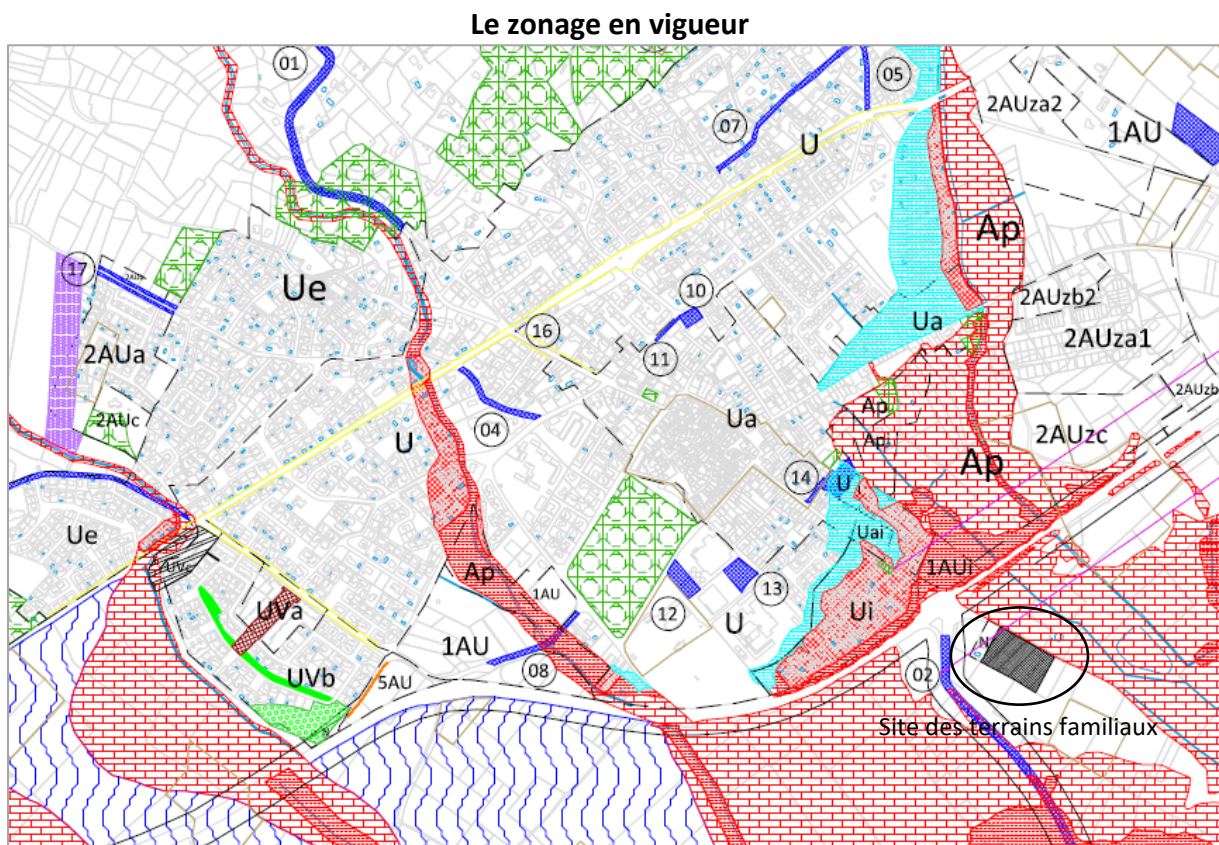 Le zonage en vigueur
01
05
2AUza2
07
U
1AU
Ap
17
Ue
10
2AUzb2
16
Ua
2AUza1
11
2AUa
2AUzb
Ap
Ua
2AUc
04
2AUzc
U
Api
Ap
14
U
Ue
Uai
2UVc
Ap
1AUi
1AU
13
UVa
12
Ui
U
1AU
N
UVb
5AU
08
02
Site des terrains familiaux